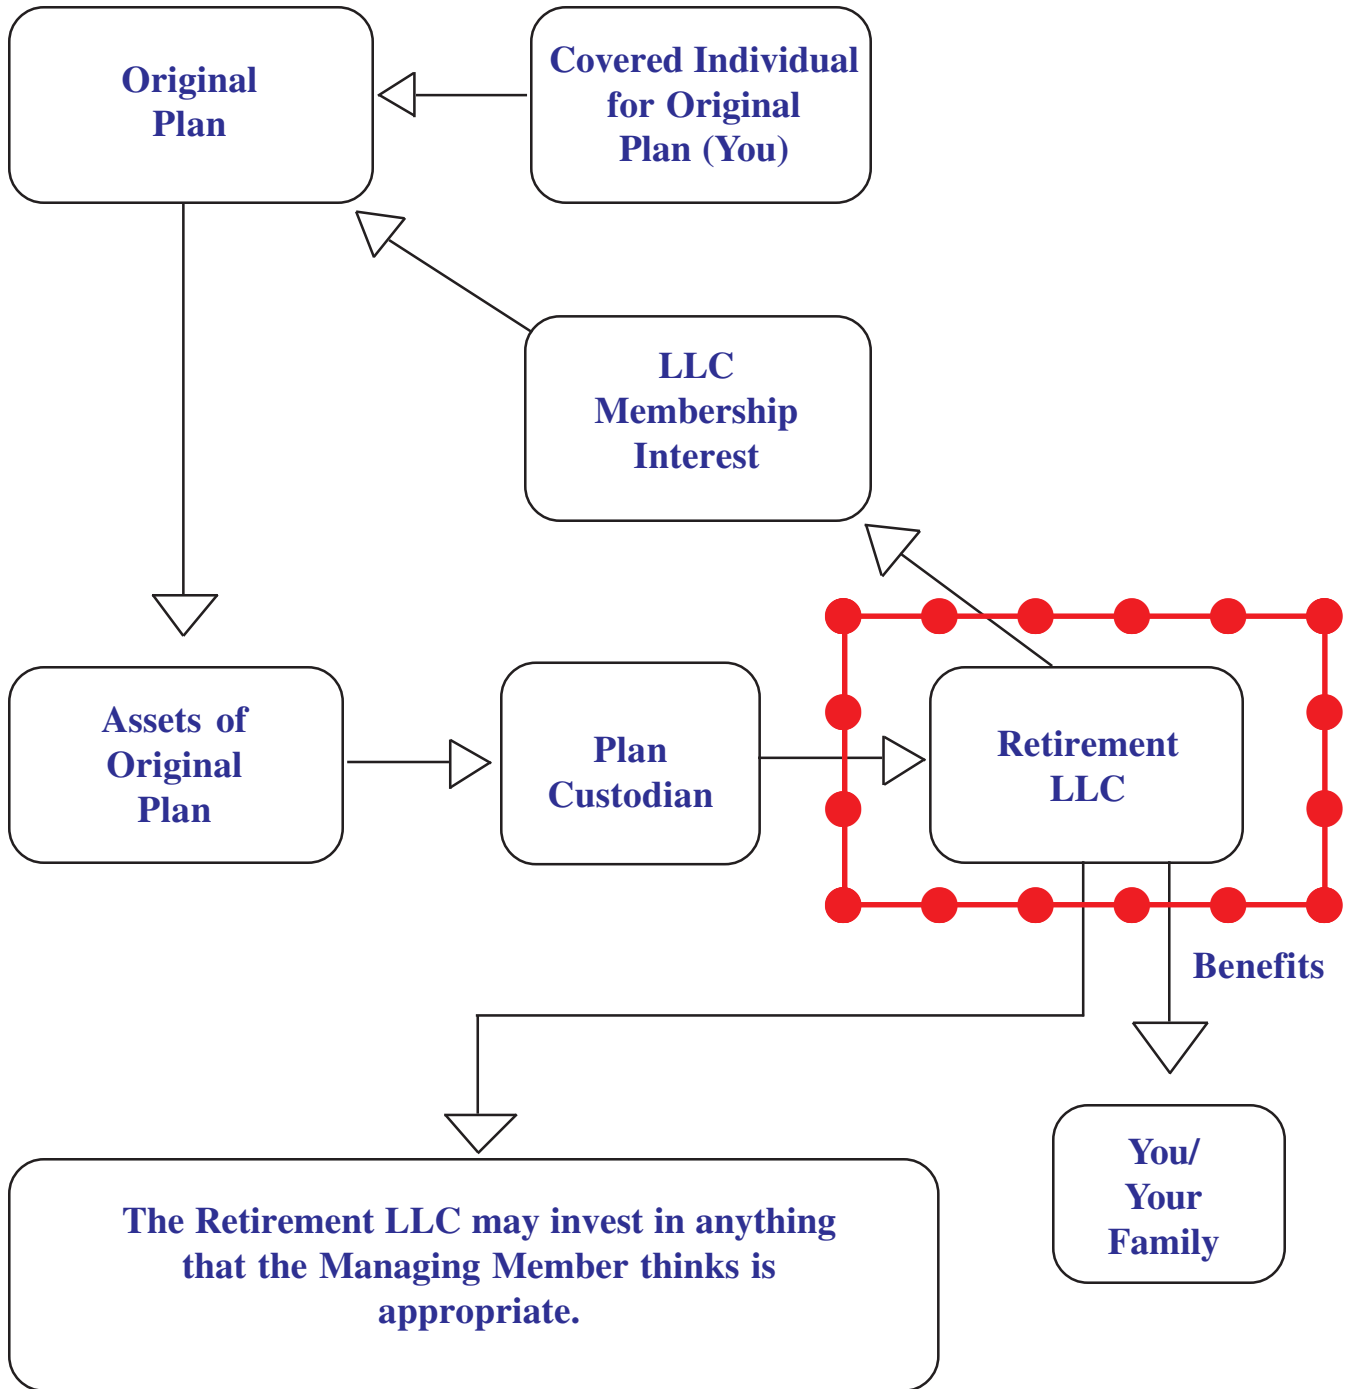 Original
Plan
Covered Individual
for Original
Plan (You)
LLC
Membership
Interest
Assets of
Original
Plan
Plan
Custodian
Retirement
LLC
Benefits
You/
Your
Family
The Retirement LLC may invest in anything
that the Managing Member thinks is
appropriate.